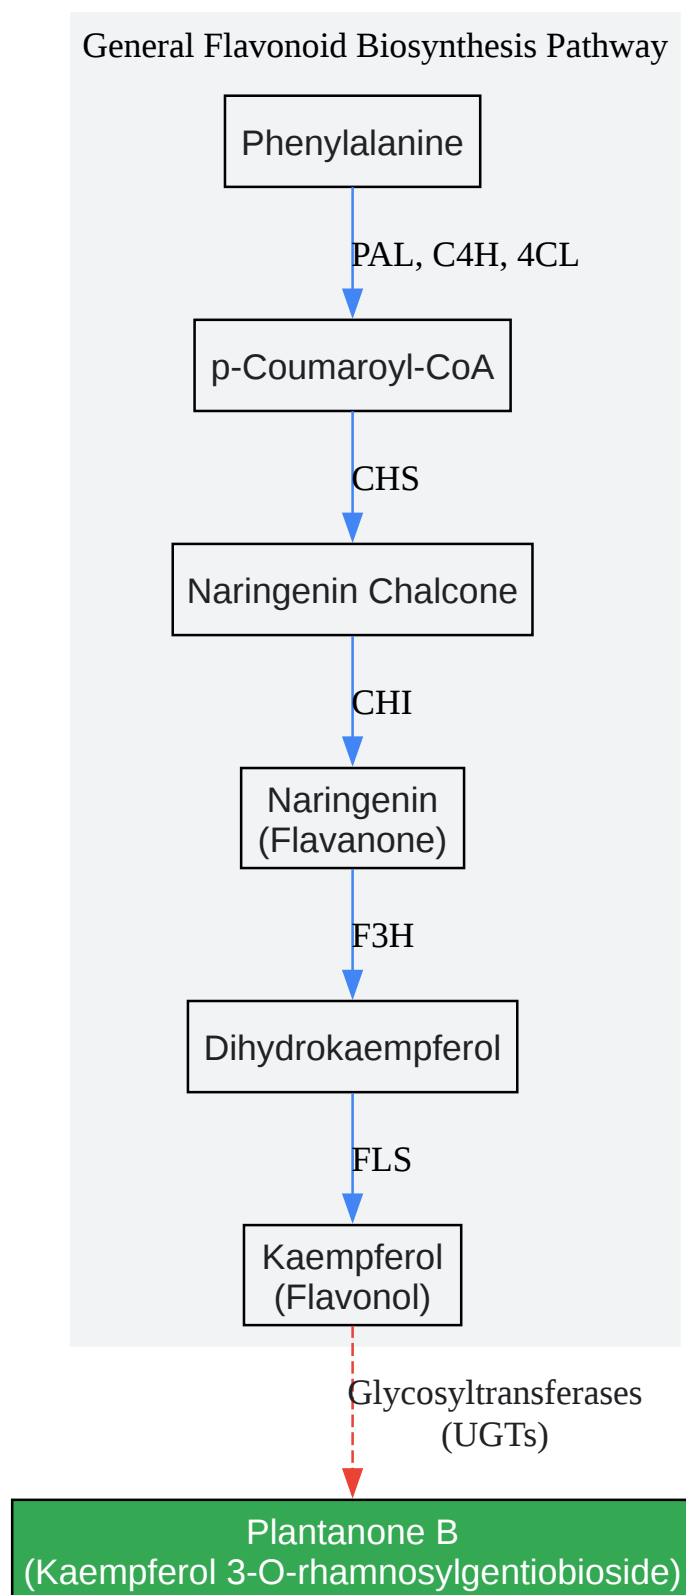 General Flavonoid Biosynthesis Pathway
Phenylalanine
PAL, C4H, 4CL
p-Coumaroyl-CoA
CHS
Naringenin Chalcone
CHI
Naringenin
(Flavanone)
F3H
Dihydrokaempferol
FLS
Kaempferol
(Flavonol)
Glycosyltransferases
(UGTs)
Plantanone B
(Kaempferol 3-O-rhamnosylgentiobioside)